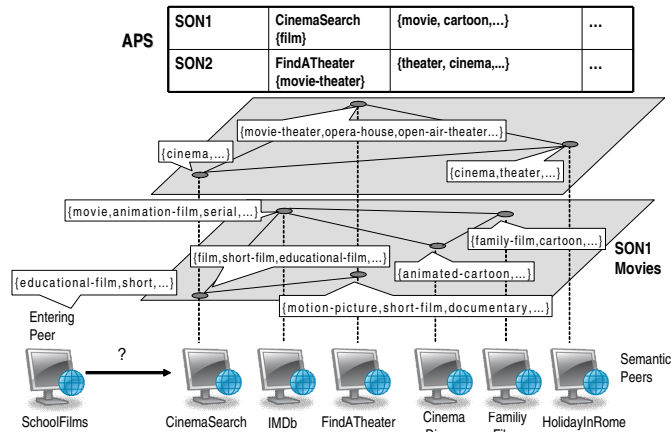 APS
SON1 CinemaSearch {film} {movie, cartoon,...} ...
SON2 FindATheater {movie-theater} {theater, cinema,...} ...
{movie-theater,opera-house,open-air-theater...}
{cinema,...}
{cinema,theater,...}
{movie,animation-film,serial,...}
{family-film,cartoon,...}
SON1
Movies
{film,short-film,educational-film,...}
{animated-cartoon,...}
{educational-film,short,...}
{motion-picture,short-film,documentary,...}
Entering
Peer
?
Semantic
Peers
SchoolFilms CinemaSearch IMDb FindATheater Cinema Familiy HolidayInRome